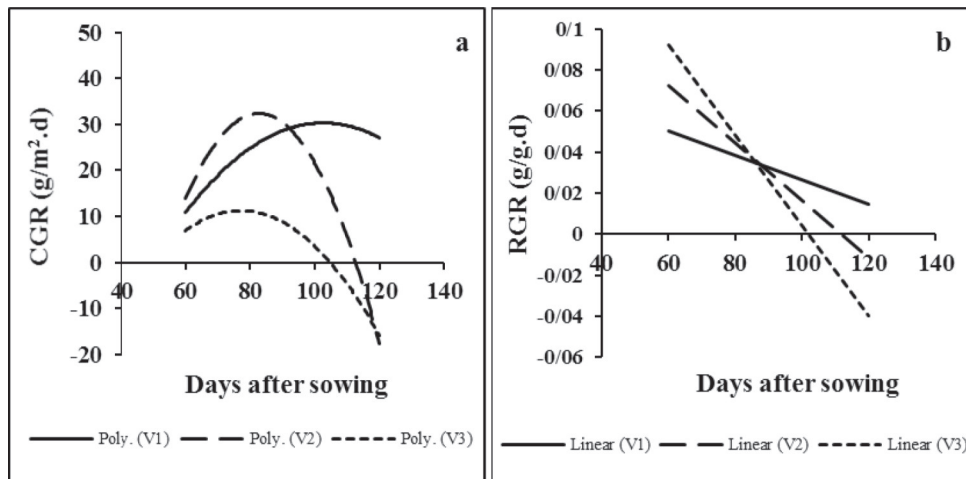 a
CGR (g/m².d)
50
40
30
20
10
0
-10
-20
40 60 80 100 120 140
Days after sowing
Poly. (V1) Poly. (V2) Poly. (V3)
b
RGR (g/g.d)
0/1
0/08
0/06
0/04
0/02
0
-0/02
-0/04
-0/06
40 60 80 100 120 140
Days after sowing
Linear (V1) Linear (V2) Linear (V3)